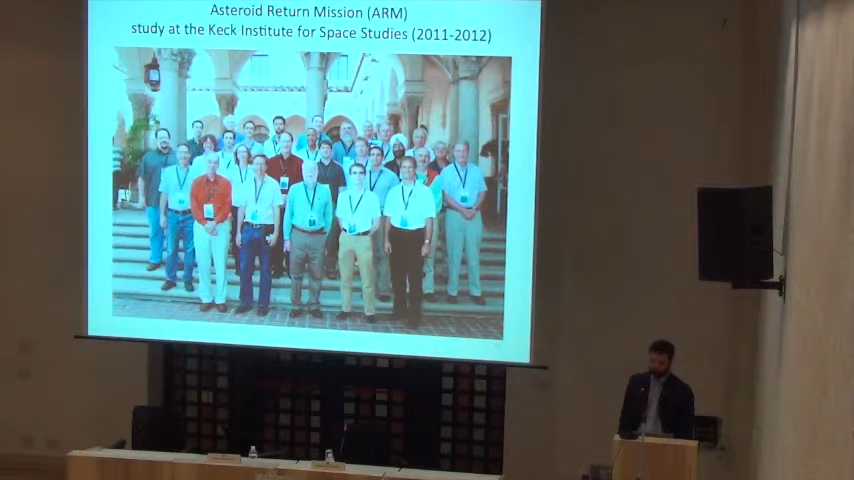 Asteroid Return Mission (ARM)
study at the Keck Institute for Space Studies (2011-2012)